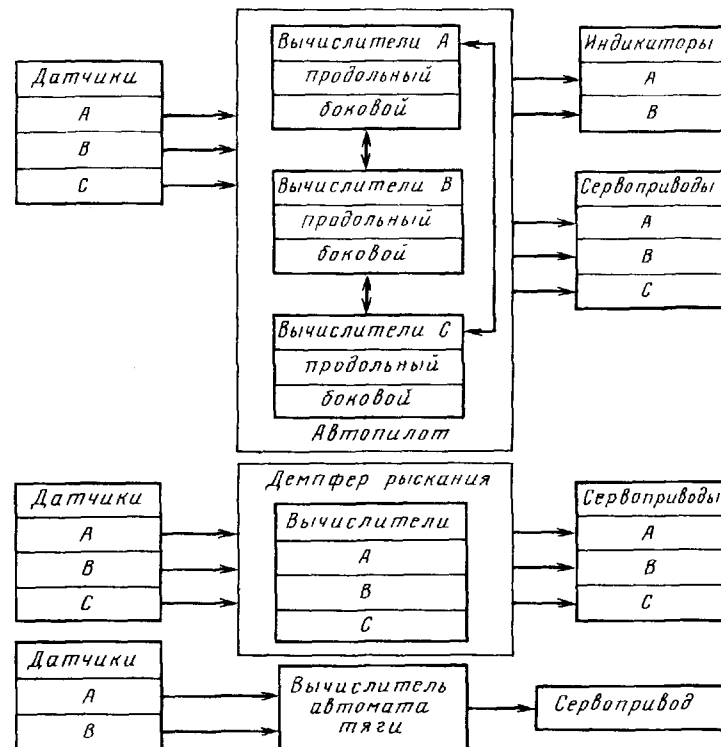 Датчики
A
B
C
Вычислители A
продольный
боковой
Вычислители B
продольный
боковой
Вычислители C
продольный
боковой
Автопилот
Индикаторы
A
B
Сервоприводы
A
B
C
Датчики
A
B
C
Демпфер рыскания
Вычислители
A
B
C
Сервоприводы
A
B
C
Датчики
A
B
Вычислитель
автомата
тяги
Сервопривод